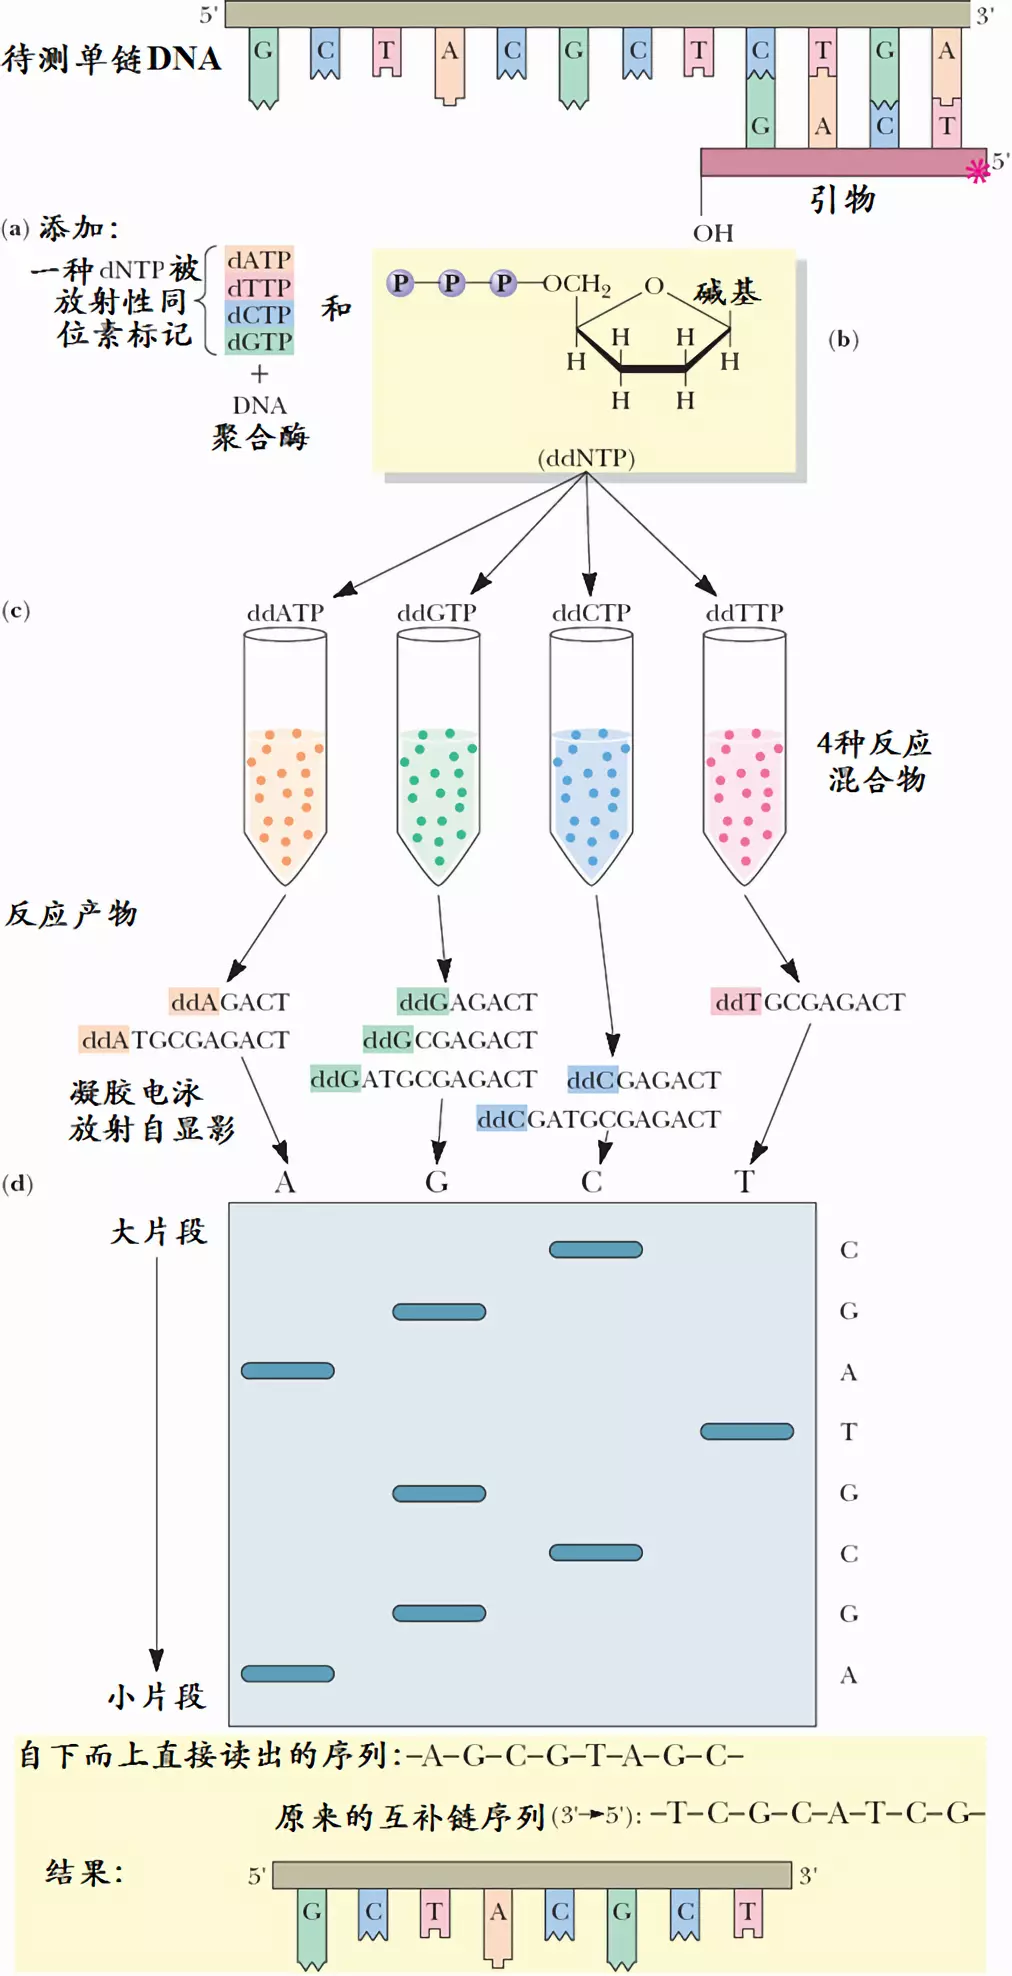 5' 3'
待测单链DNA
G C T A C G C T C T G A
G A C T
5'
引物
OH
(a) 添加:
一种dNTP被
放射性同
位素标记
dATP
dTTP
dCTP
dGTP
+
DNA
聚合酶
和
P P P OCH₂ O 碱基
H H
H H
H H
(b)
(ddNTP)
(c) ddATP ddGTP ddCTP ddTTP
4种反应
混合物
反应产物
ddAGACT
ddATGCGAGACT
ddGAGACT
ddGCGAGACT
ddGATGCGAGACT
ddCGAGACT
ddCGATGCGAGACT
ddTGCGAGACT
凝胶电泳
放射自显影
(d) A G C T
大片段
C
G
A
T
G
C
G
A
小片段
自下而上直接读出的序列:–A–G–C–G–T–A–G–C–
原来的互补链序列(3'→5'): –T–C–G–C–A–T–C–G–
结果:
5' 3'
G C T A C G C T